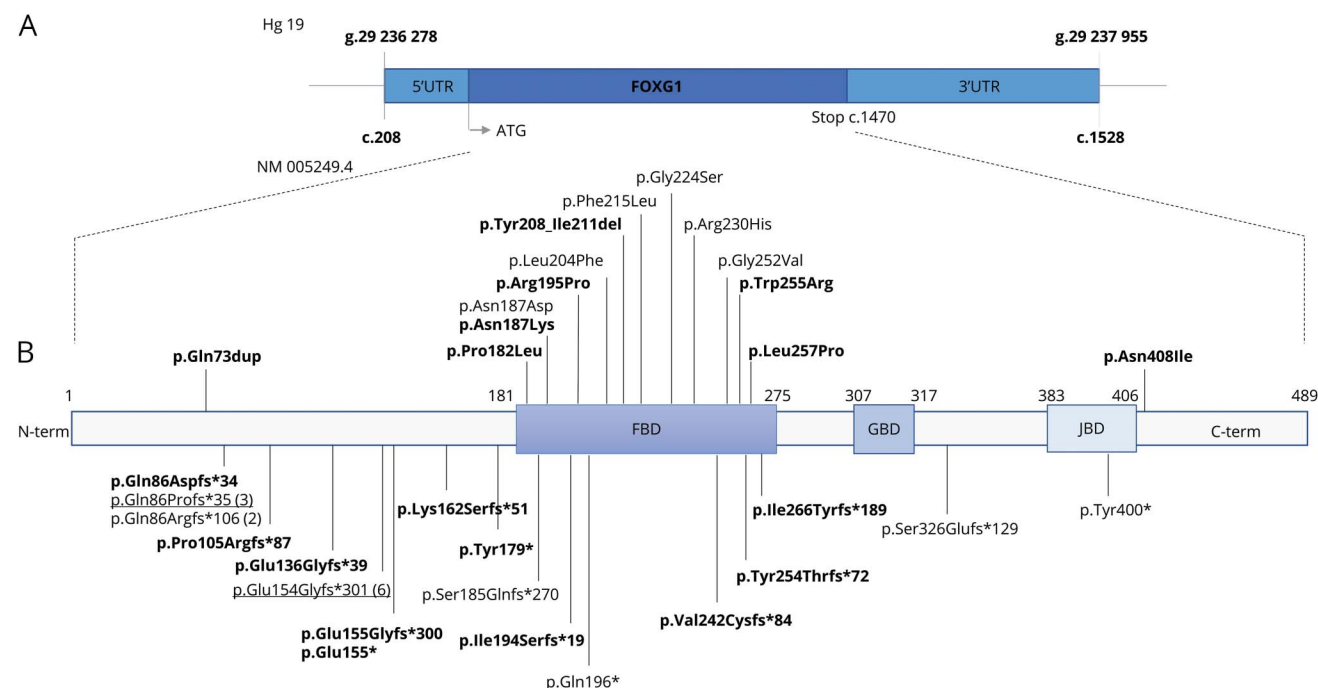 A
Hg 19
g.29 236 278
g.29 237 955
5'UTR
FOXG1
3'UTR
Stop c.1470
ATG
c.208
c.1528
NM 005249.4
p.Gly224Ser
p.Phe215Leu
p.Tyr208_Ile211del
p.Arg230His
p.Leu204Phe
p.Gly252Val
p.Arg195Pro
p.Trp255Arg
p.Asn187Asp
p.Asn187Lys
B
p.Gln73dup
p.Pro182Leu
p.Leu257Pro
p.Asn408Ile
1
181
275
307
317
383
406
489
N-term
FBD
GBD
JBD
C-term
p.Gln86Aspfs*34
p.Gln86Profs*35 (3)
p.Gln86Argfs*106 (2)
p.Pro105Argfs*87
p.Glu136Glyfs*39
p.Glu154Glyfs*301 (6)
p.Glu155Glyfs*300
p.Glu155*
p.Lys162Serfs*51
p.Tyr179*
p.Ser185Glnfs*270
p.Ile194Serfs*19
p.Gln196*
p.Val242Cysfs*84
p.Tyr254Thrfs*72
p.Ile266Tyrfs*189
p.Ser326Glufs*129
p.Tyr400*